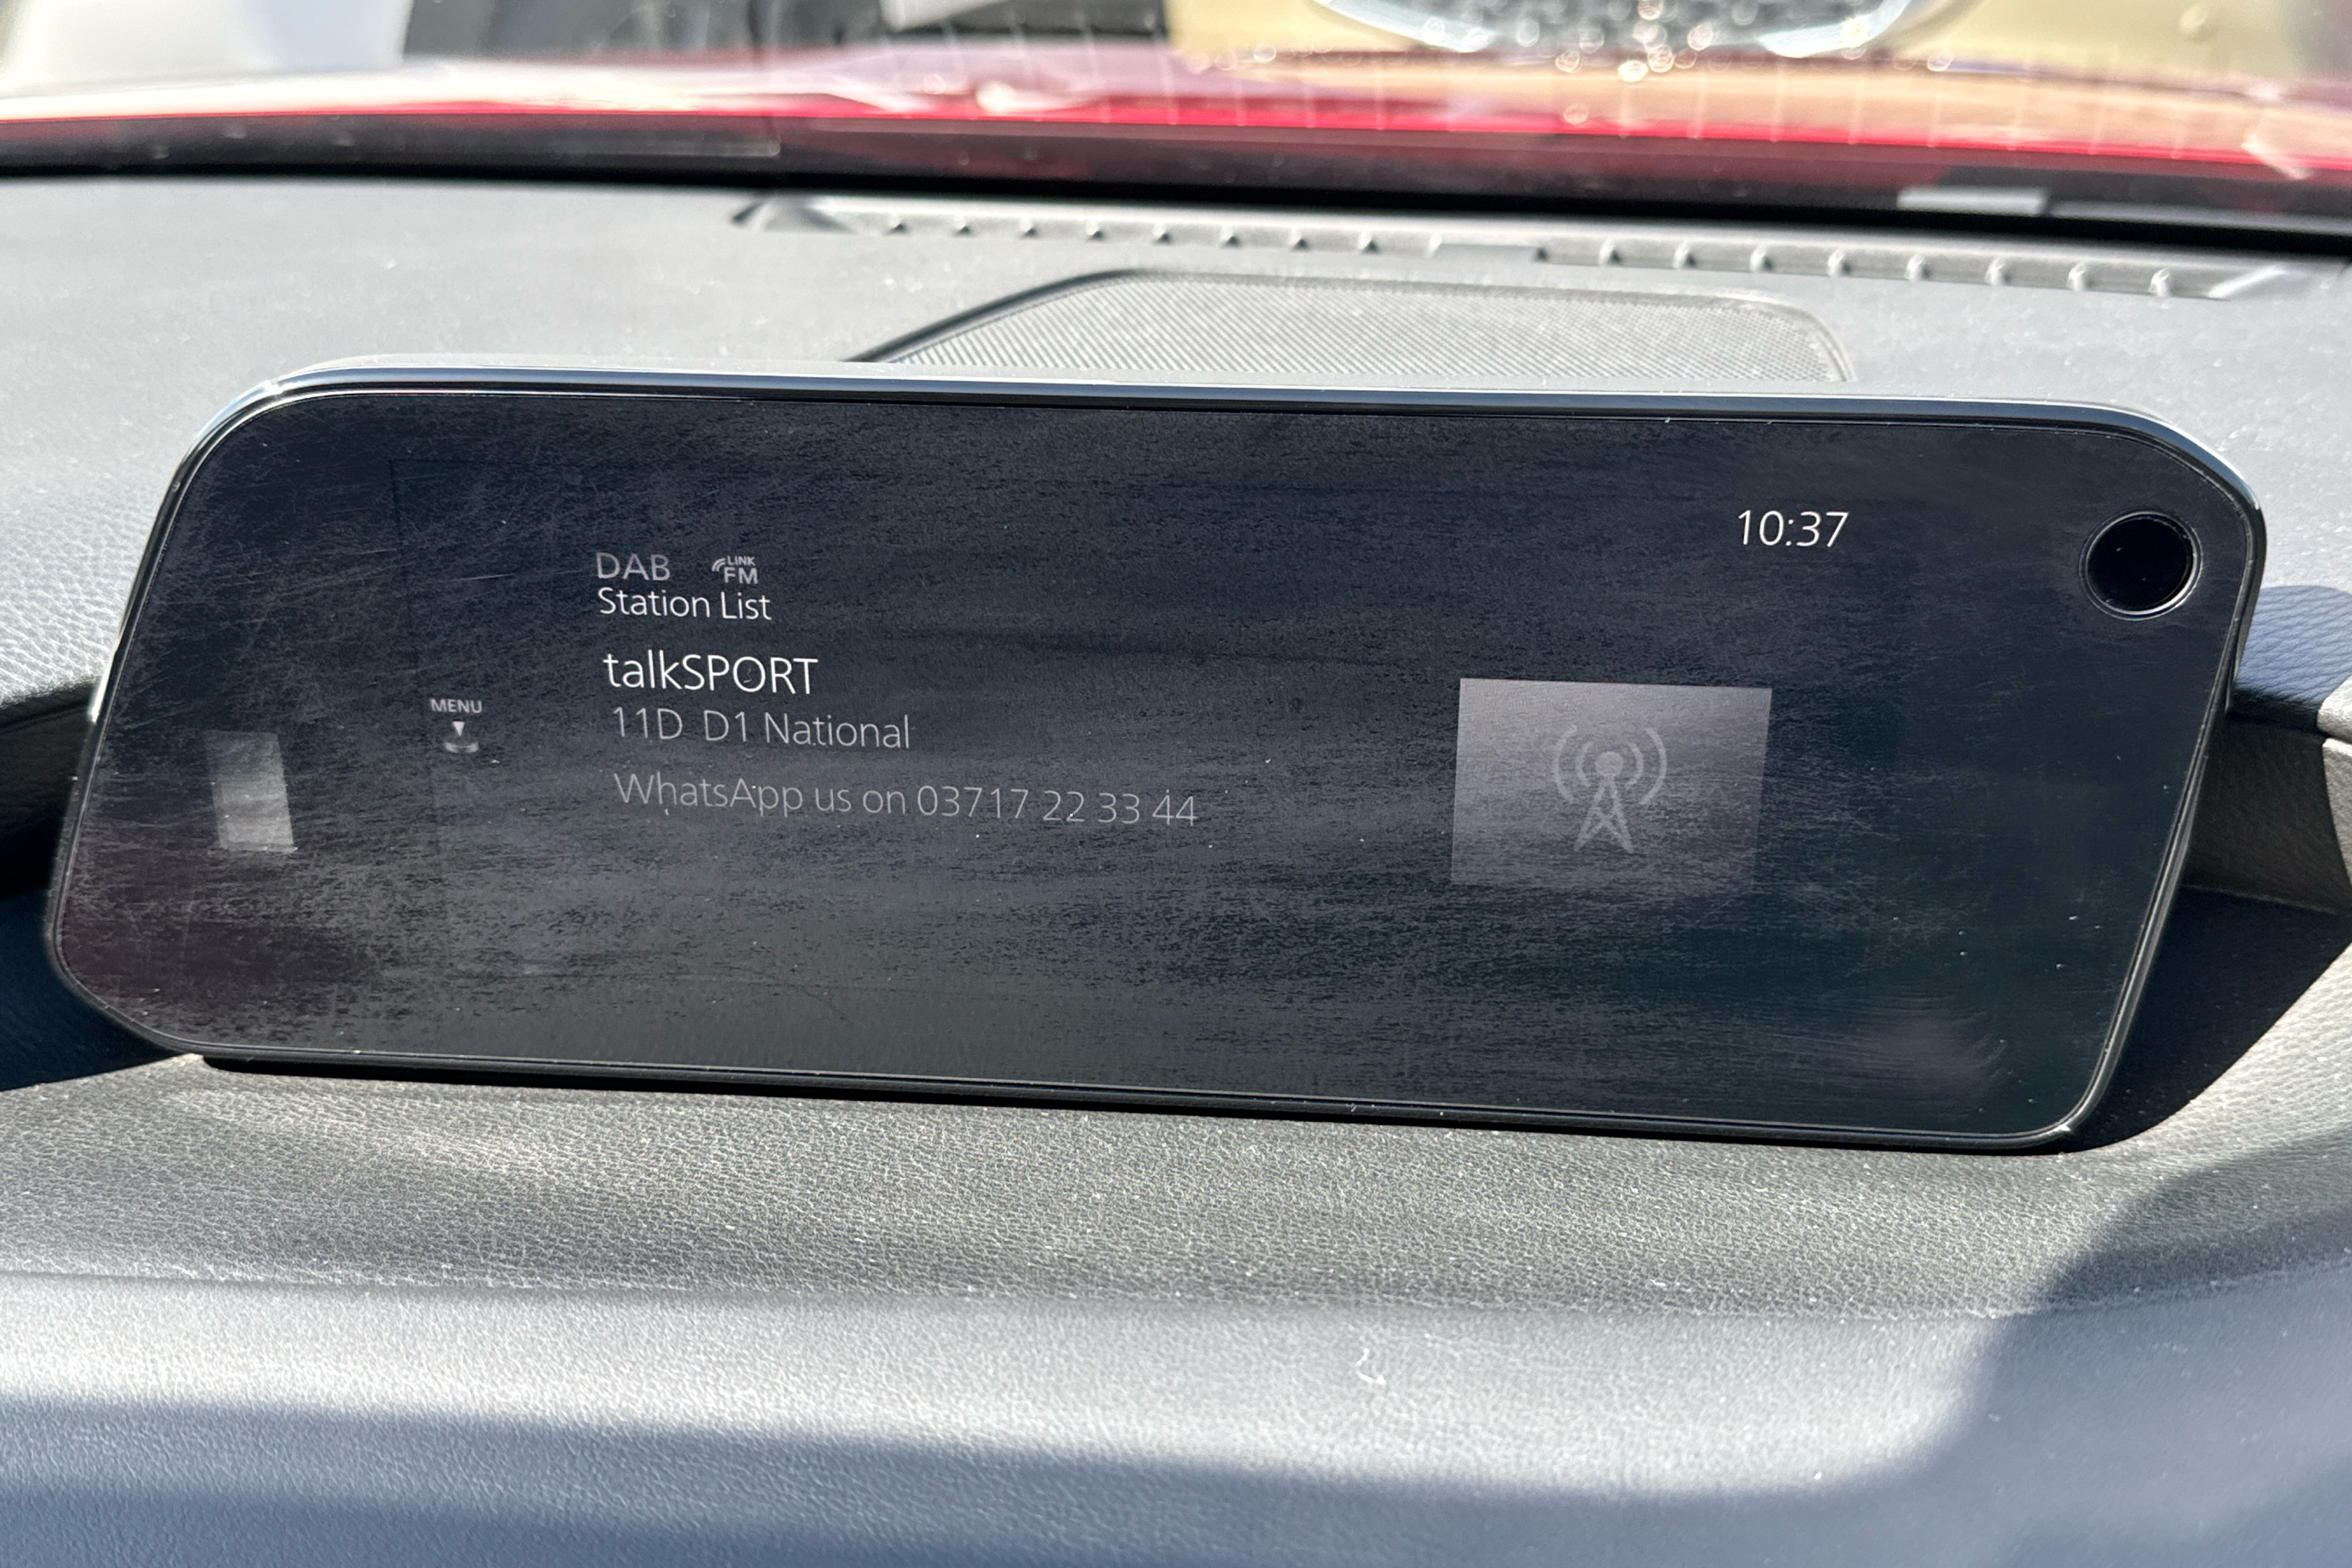 10:37
DAB LINK FM
Station List
talkSPORT
MENU
11D D1 National
WhatsApp us on 03717 22 33 44